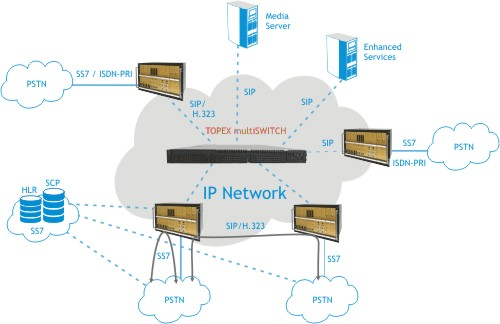 Media
Server
Enhanced
Services
SS7 / ISDN-PRI
PSTN
SIP
SIP/
H.323
SIP
TOPEX multiSWITCH
SIP
SS7
PSTN
ISDN-PRI
HLR
SCP
IP Network
SIP/H.323
SS7
SS7
SS7
PSTN
PSTN